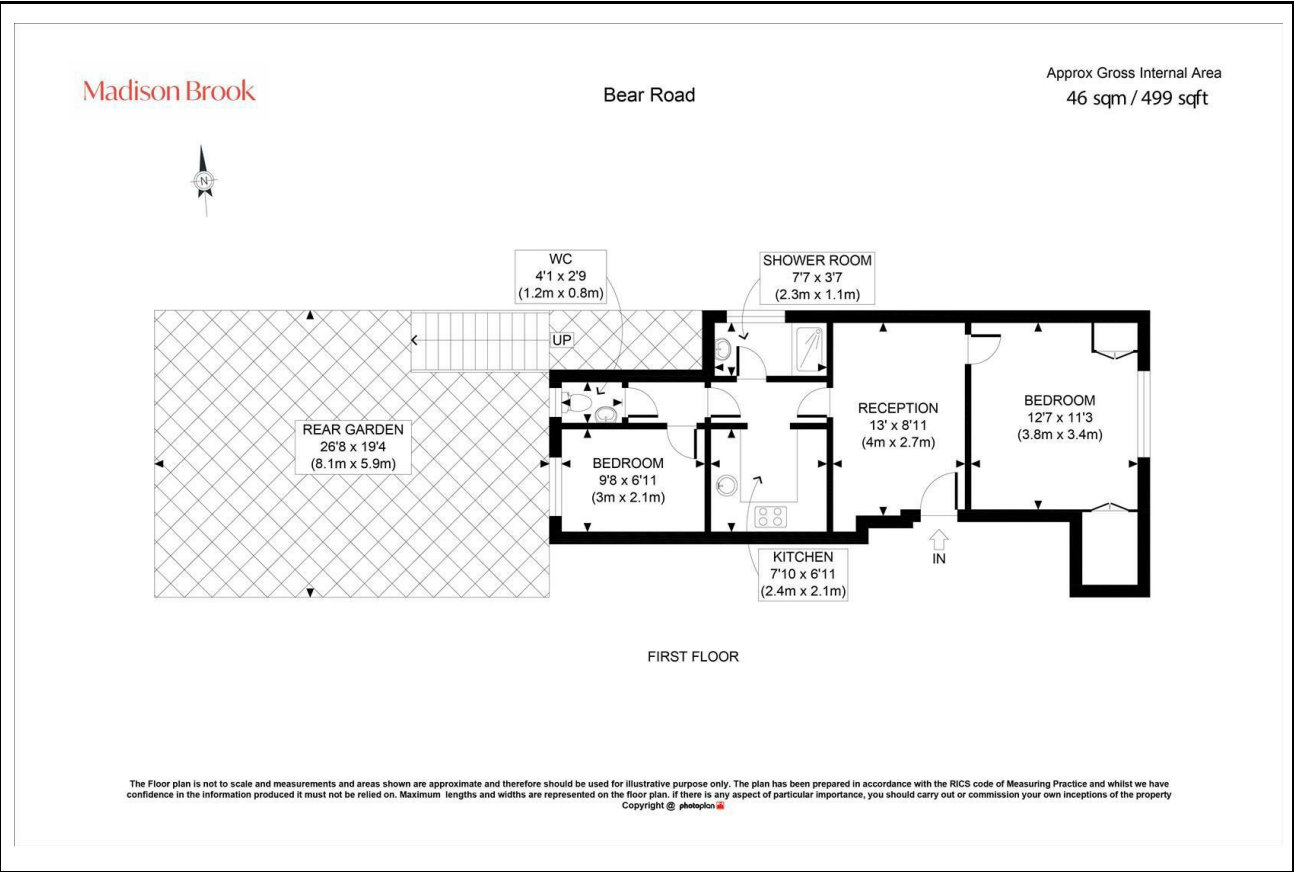 Madison Brook
Bear Road
Approx Gross Internal Area
46 sqm / 499 sqft
N
WC
4'1 x 2'9
(1.2m x 0.8m)
SHOWER ROOM
7'7 x 3'7
(2.3m x 1.1m)
UP
REAR GARDEN
26'8 x 19'4
(8.1m x 5.9m)
BEDROOM
9'8 x 6'11
(3m x 2.1m)
RECEPTION
13' x 8'11
(4m x 2.7m)
BEDROOM
12'7 x 11'3
(3.8m x 3.4m)
KITCHEN
7'10 x 6'11
(2.4m x 2.1m)
IN
FIRST FLOOR
The Floor plan is not to scale and measurements and areas shown are approximate and therefore should be used for illustrative purpose only. The plan has been prepared in accordance with the RICS code of Measuring Practice and whilst we have
confidence in the information produced it must not be relied on. Maximum lengths and widths are represented on the floor plan. if there is any aspect of particular importance, you should carry out or commission your own inceptions of the property
Copyright @ photoplan